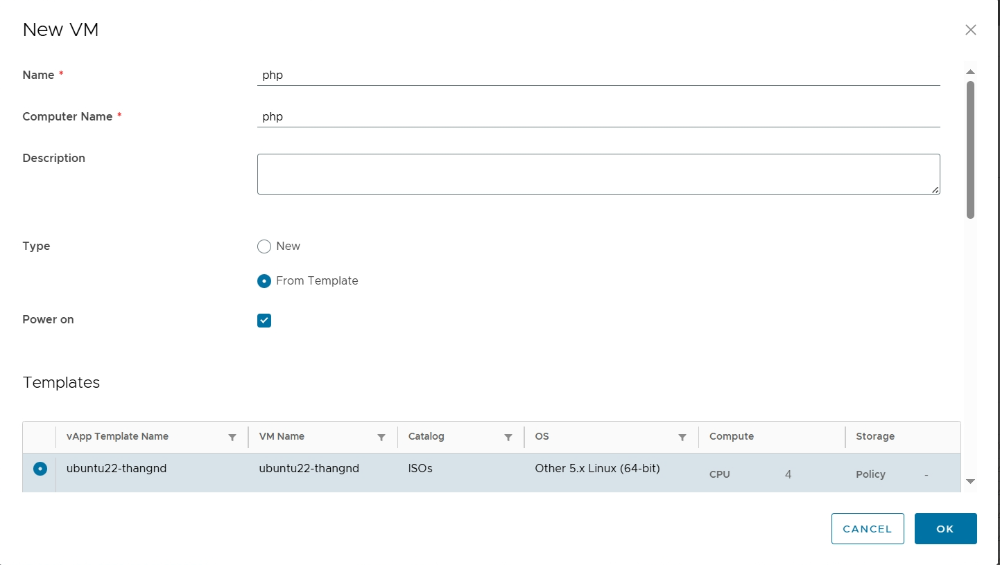 New VM
Name *
php
Computer Name *
php
Description
Type
New
From Template
Power on
Templates
vApp Template Name VM Name Catalog OS Compute Storage
ubuntu22-thangnd ubuntu22-thangnd ISOs Other 5.x Linux (64-bit) CPU 4 Policy -
CANCEL OK